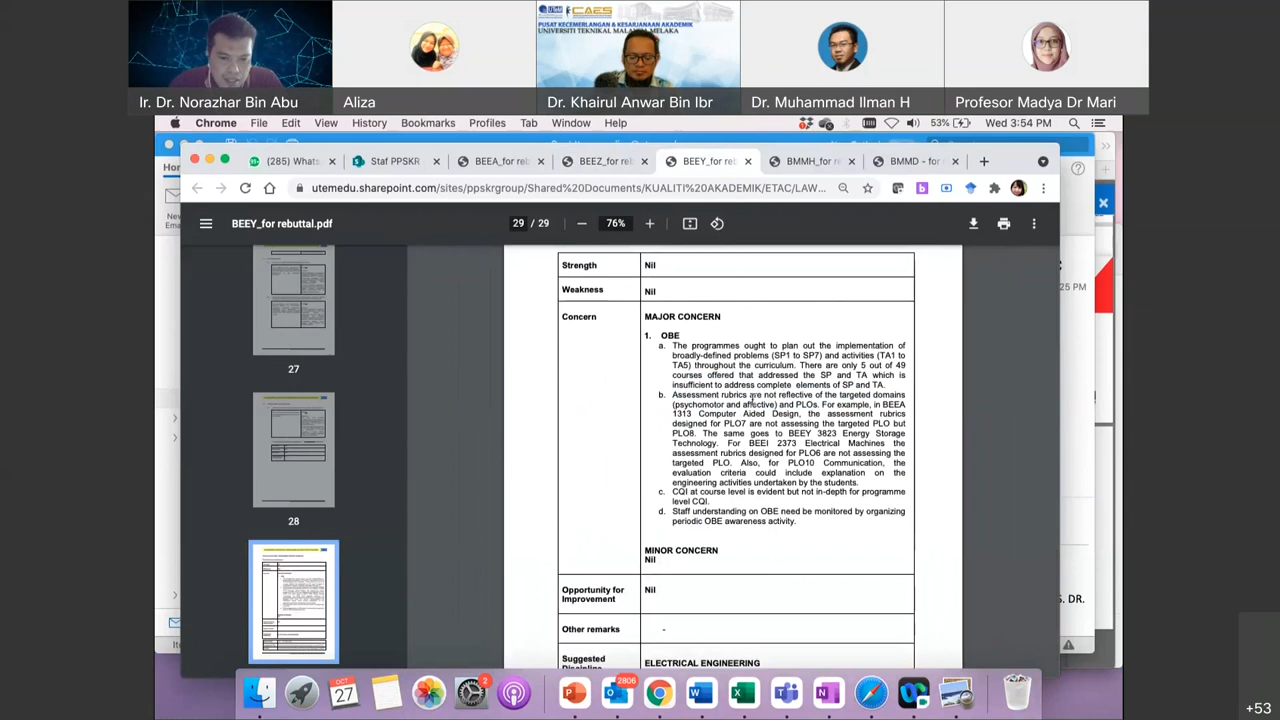 UTeM CAES
PUSAT KECEMERLANGAN & KESARJANAAN AKADEMIK
UNIVERSITI TEKNIKAL MALAYSIA MELAKA
Ir. Dr. Norazhar Bin Abu
Aliza
Dr. Khairul Anwar Bin Ibr
Dr. Muhammad Ilman H
Profesor Madya Dr Mari
Chrome File Edit View History Bookmarks Profiles Tab Window Help
53% Wed 3:54 PM
(285) Whats
Staf PPSKR
BEEA_for reb
BEEZ_for reb
BEEY_for reb
BMMH_for re
BMMD - for r
utemedu.sharepoint.com/sites/ppskrgroup/Shared%20Documents/KUALITI%20AKADEMIK/ETAC/LAW...
BEEY_for rebuttal.pdf
29 / 29
76%
27
28
Strength
Nil
Weakness
Nil
Concern
MAJOR CONCERN
1. OBE
a. The programmes ought to plan out the implementation of
broadly-defined problems (SP1 to SP7) and activities (TA1 to
TA5) throughout the curriculum. There are only 5 out of 49
courses offered that addressed the SP and TA which is
insufficient to address complete elements of SP and TA.
b. Assessment rubrics are not reflective of the targeted domains
(psychomotor and affective) and PLOs. For example, in BEEA
1313 Computer Aided Design, the assessment rubrics
designed for PLO7 are not assessing the targeted PLO but
PLO8. The same goes to BEEY 3823 Energy Storage
Technology. For BEEI 2373 Electrical Machines the
assessment rubrics designed for PLO6 are not assessing the
targeted PLO. Also, for PLO10 Communication, the
evaluation criteria could include explanation on the
engineering activities undertaken by the students.
c. CQI at course level is evident but not in-depth for programme
level CQI.
d. Staff understanding on OBE need be monitored by organizing
periodic OBE awareness activity.
MINOR CONCERN
Nil
Opportunity for
Improvement
Nil
Other remarks
-
Suggested
ELECTRICAL ENGINEERING
25 PM
S. DR.
OCT
27
2
2806
+53